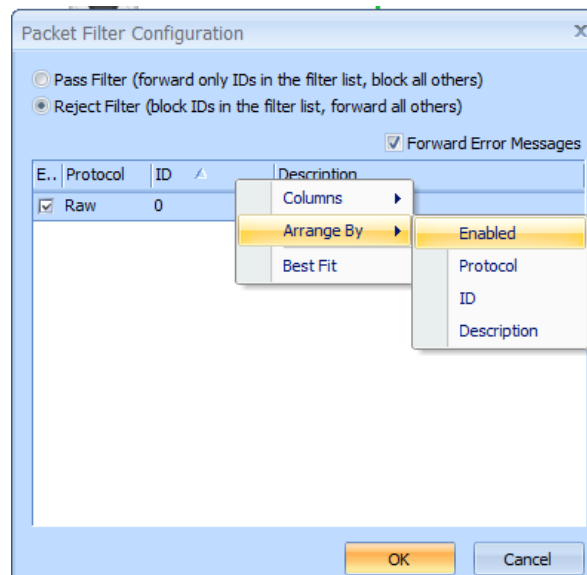 Packet Filter Configuration
Pass Filter (forward only IDs in the filter list, block all others)
Reject Filter (block IDs in the filter list, forward all others)
Forward Error Messages
E.. Protocol ID Description
Raw 0
Columns
Arrange By
Best Fit
Enabled
Protocol
ID
Description
OK Cancel